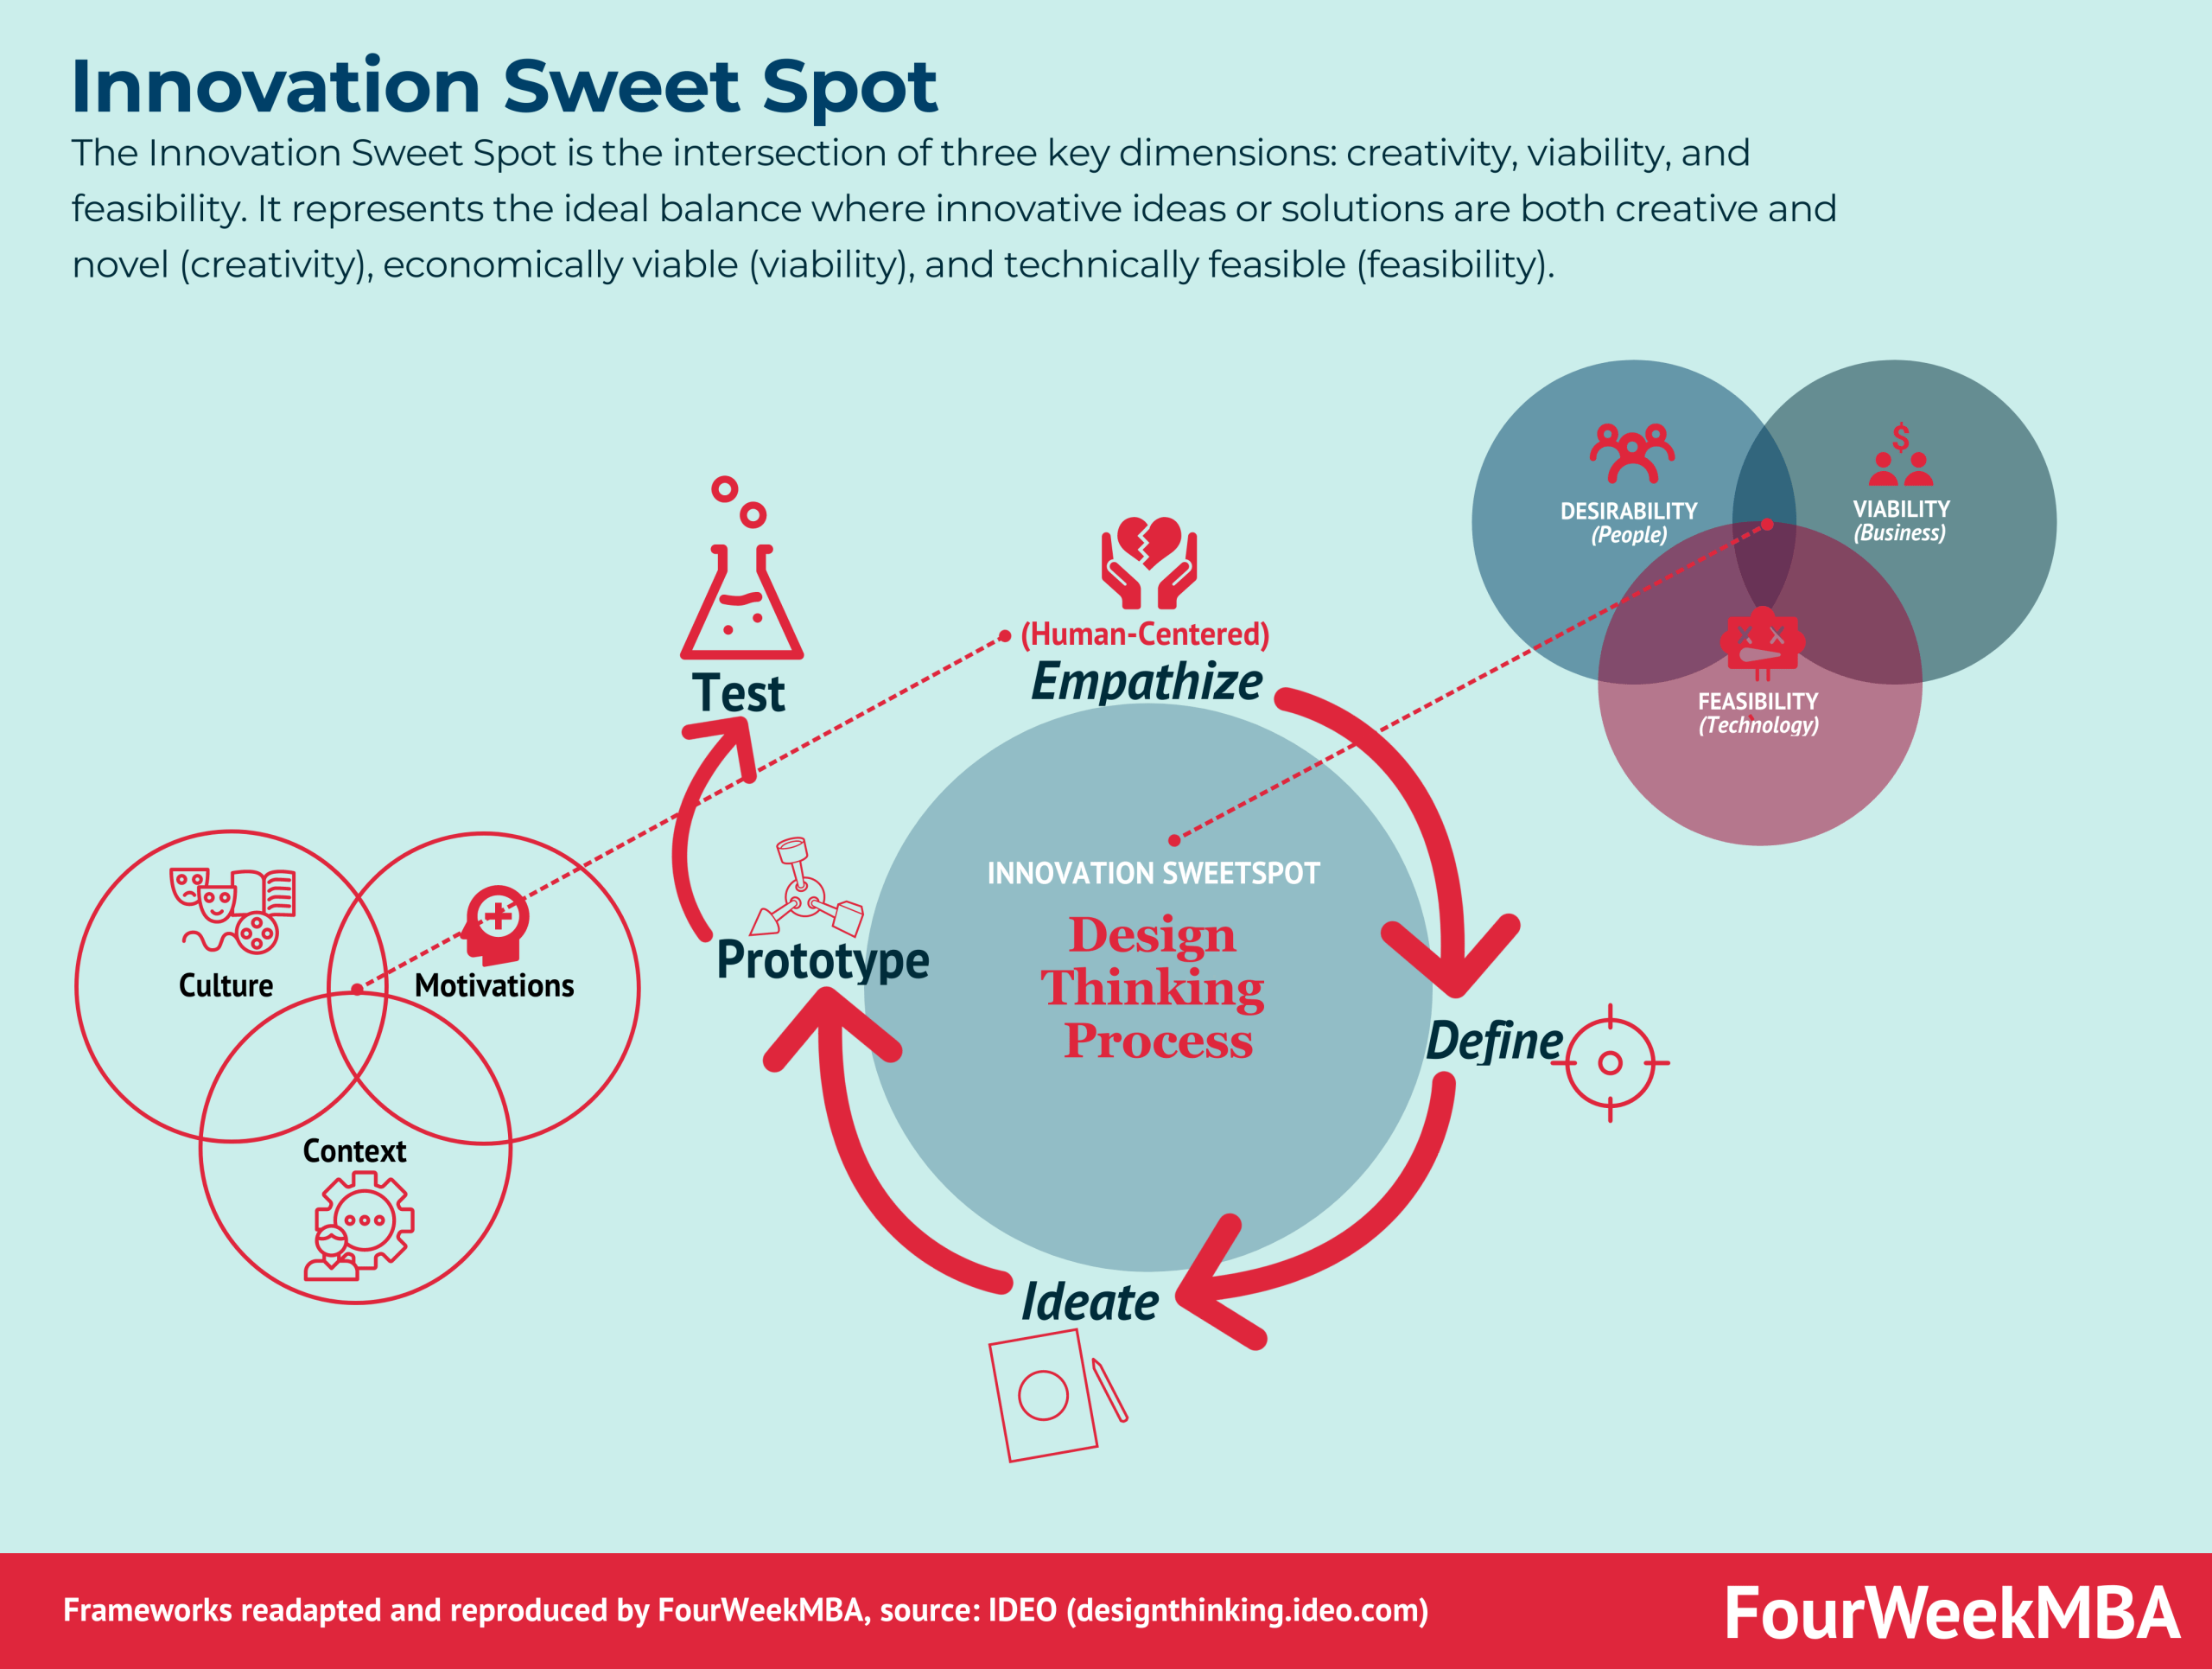 Innovation Sweet Spot
The Innovation Sweet Spot is the intersection of three key dimensions: creativity, viability, and
feasibility. It represents the ideal balance where innovative ideas or solutions are both creative and
novel (creativity), economically viable (viability), and technically feasible (feasibility).
DESIRABILITY
(People)
VIABILITY
(Business)
FEASIBILITY
(Technology)
(Human-Centered)
Empathize
Test
INNOVATION SWEETSPOT
Design
Thinking
Process
Prototype
Define
Ideate
Culture
Motivations
Context
Frameworks readapted and reproduced by FourWeekMBA, source: IDEO (designthinking.ideo.com)
FourWeekMBA